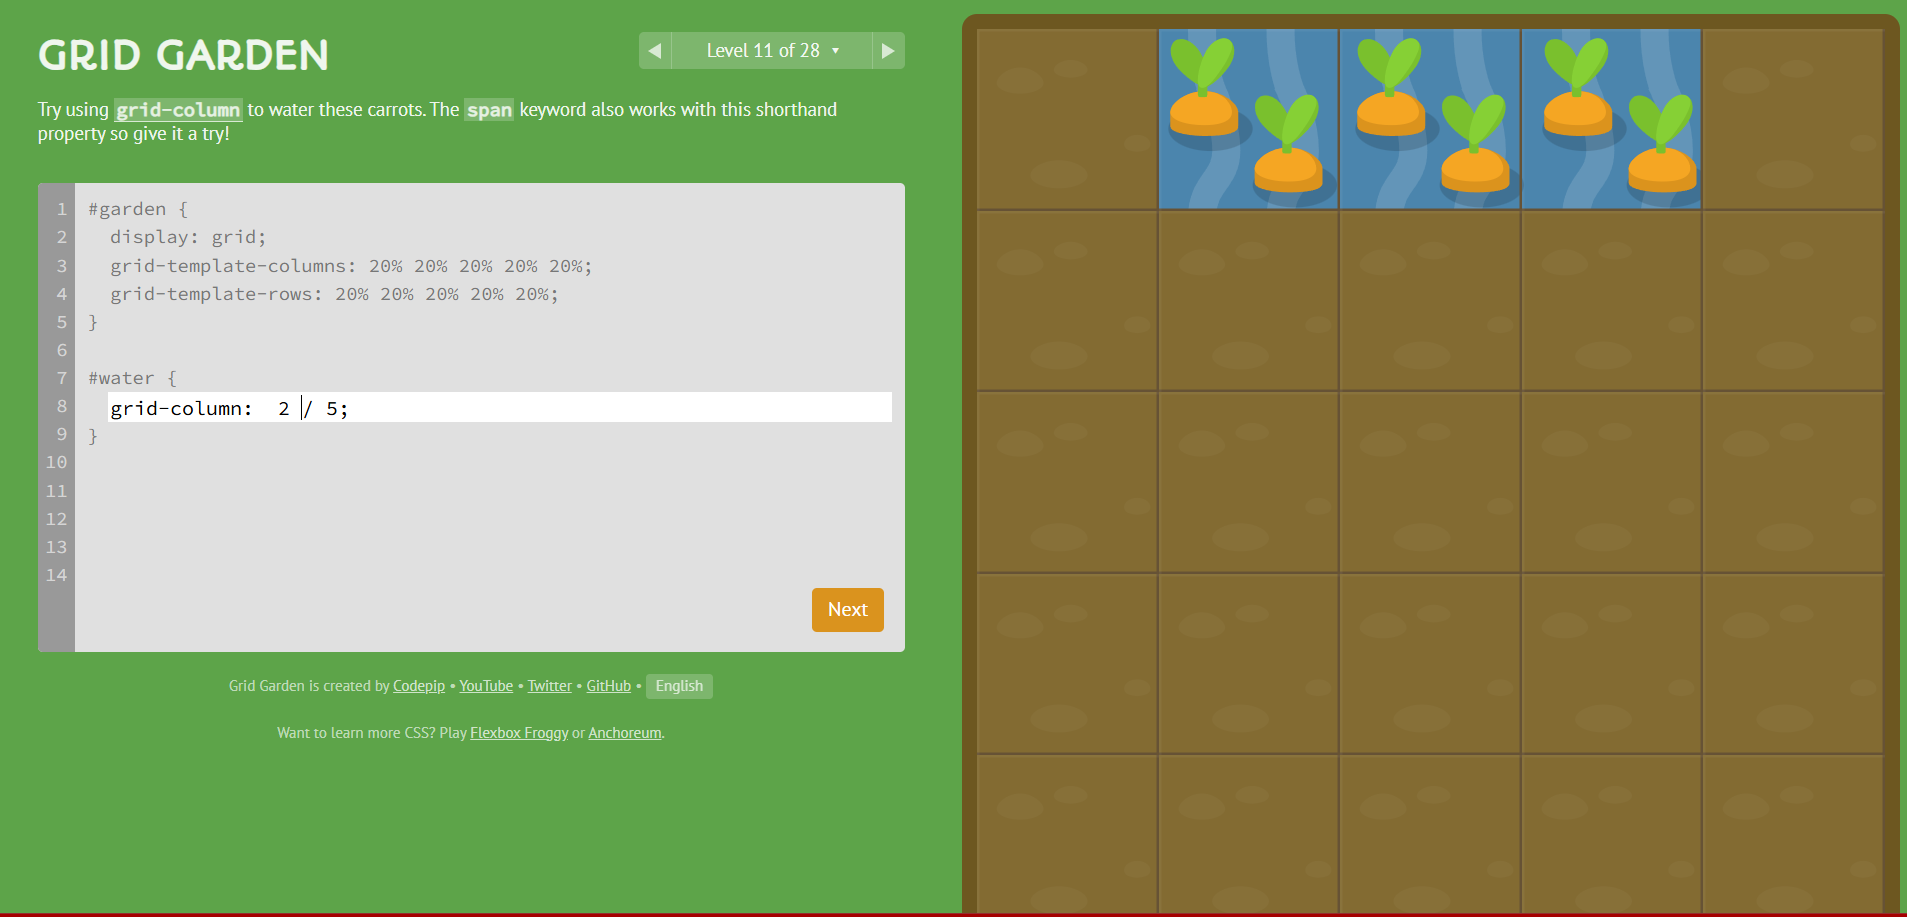 GRID GARDEN
◀ Level 11 of 28 ▼ ▶
Try using grid-column to water these carrots. The span keyword also works with this shorthand
property so give it a try!
1 #garden {
2   display: grid;
3   grid-template-columns: 20% 20% 20% 20% 20%;
4   grid-template-rows: 20% 20% 20% 20% 20%;
5 }
6
7 #water {
8   grid-column:  2 / 5;
9 }
10
11
12
13
14
Next
Grid Garden is created by Codepip • YouTube • Twitter • GitHub • English
Want to learn more CSS? Play Flexbox Froggy or Anchoreum.